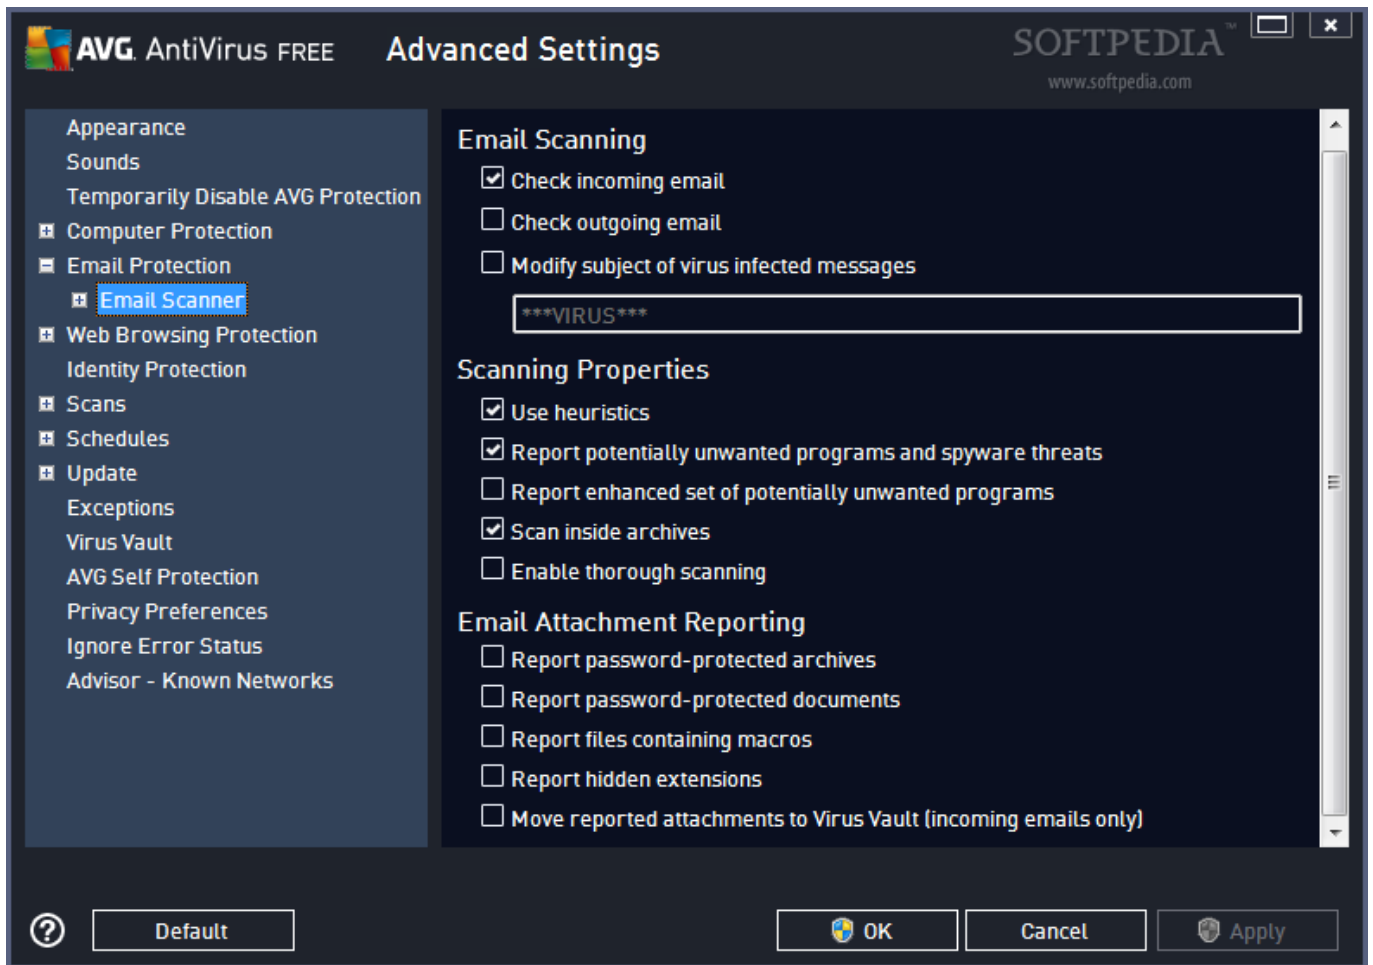 AVG. AntiVirus FREE Advanced Settings
SOFTPEDIA™
www.softpedia.com
Appearance
Sounds
Temporarily Disable AVG Protection
Computer Protection
Email Protection
Email Scanner
Web Browsing Protection
Identity Protection
Scans
Schedules
Update
Exceptions
Virus Vault
AVG Self Protection
Privacy Preferences
Ignore Error Status
Advisor - Known Networks
Email Scanning
Check incoming email
Check outgoing email
Modify subject of virus infected messages
***VIRUS***
Scanning Properties
Use heuristics
Report potentially unwanted programs and spyware threats
Report enhanced set of potentially unwanted programs
Scan inside archives
Enable thorough scanning
Email Attachment Reporting
Report password-protected archives
Report password-protected documents
Report files containing macros
Report hidden extensions
Move reported attachments to Virus Vault (incoming emails only)
? Default OK Cancel Apply